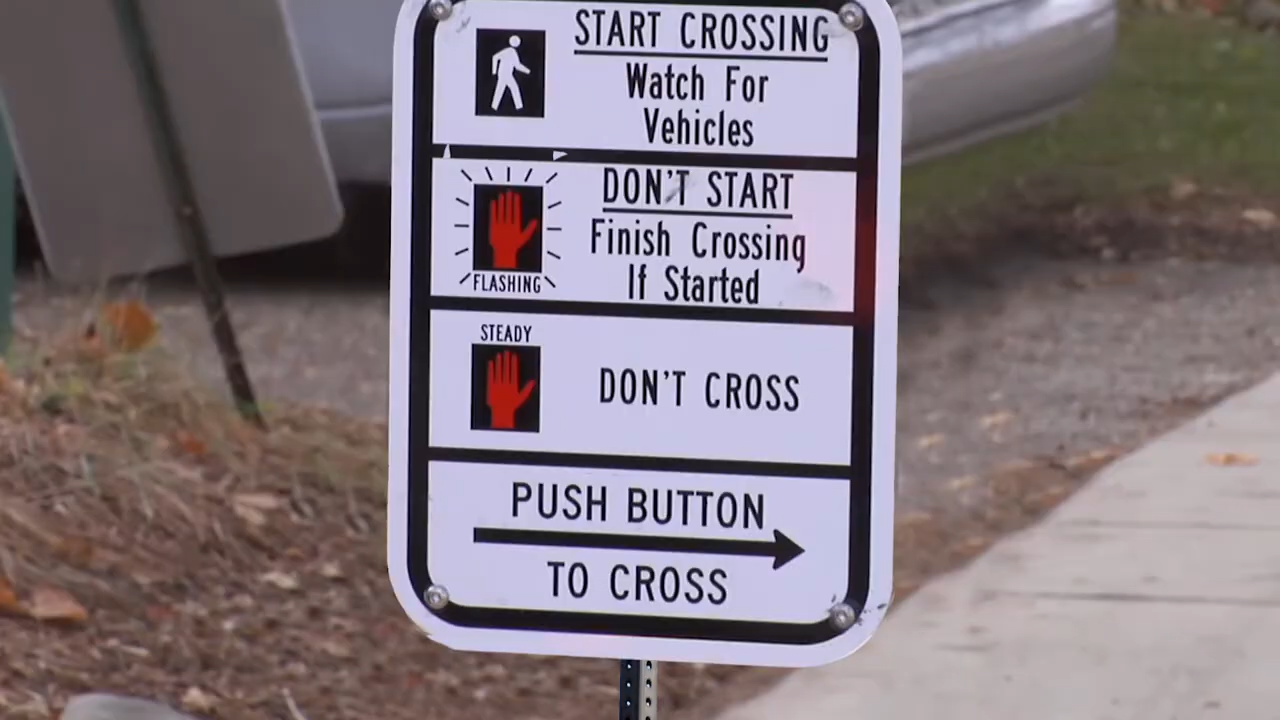 START CROSSING
Watch For
Vehicles
DON'T START
Finish Crossing
If Started
FLASHING
STEADY
DON'T CROSS
PUSH BUTTON
TO CROSS